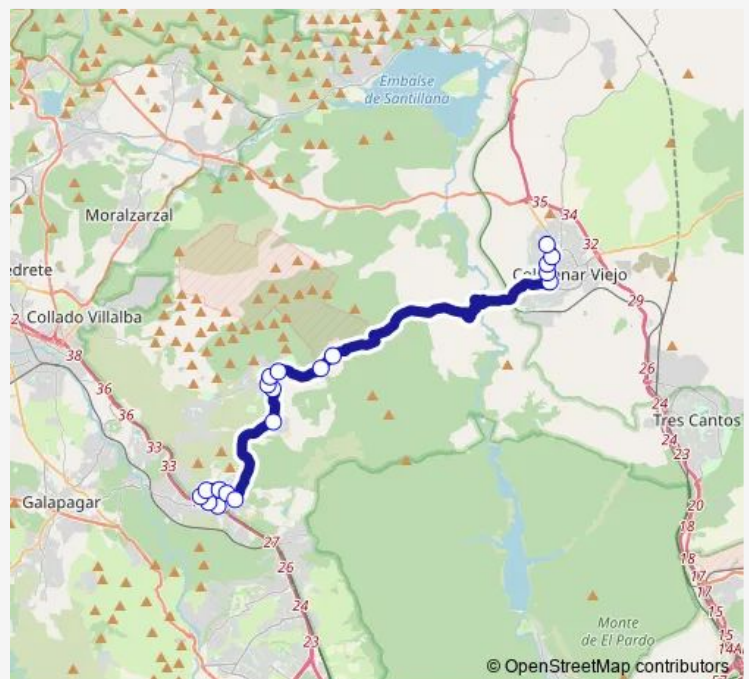 Embalse
de Santillana
Moralzarzal
35
34
32
edrete
Viejo
2
Collado Villalba
29
38
36
26
36
24
Tres Cantos
33
24
33
23
Galapagar
20
27
18
26
18
17
24
17
15
23
Monte
de El Pardo
15
14A
© OpenStreetMap contributors